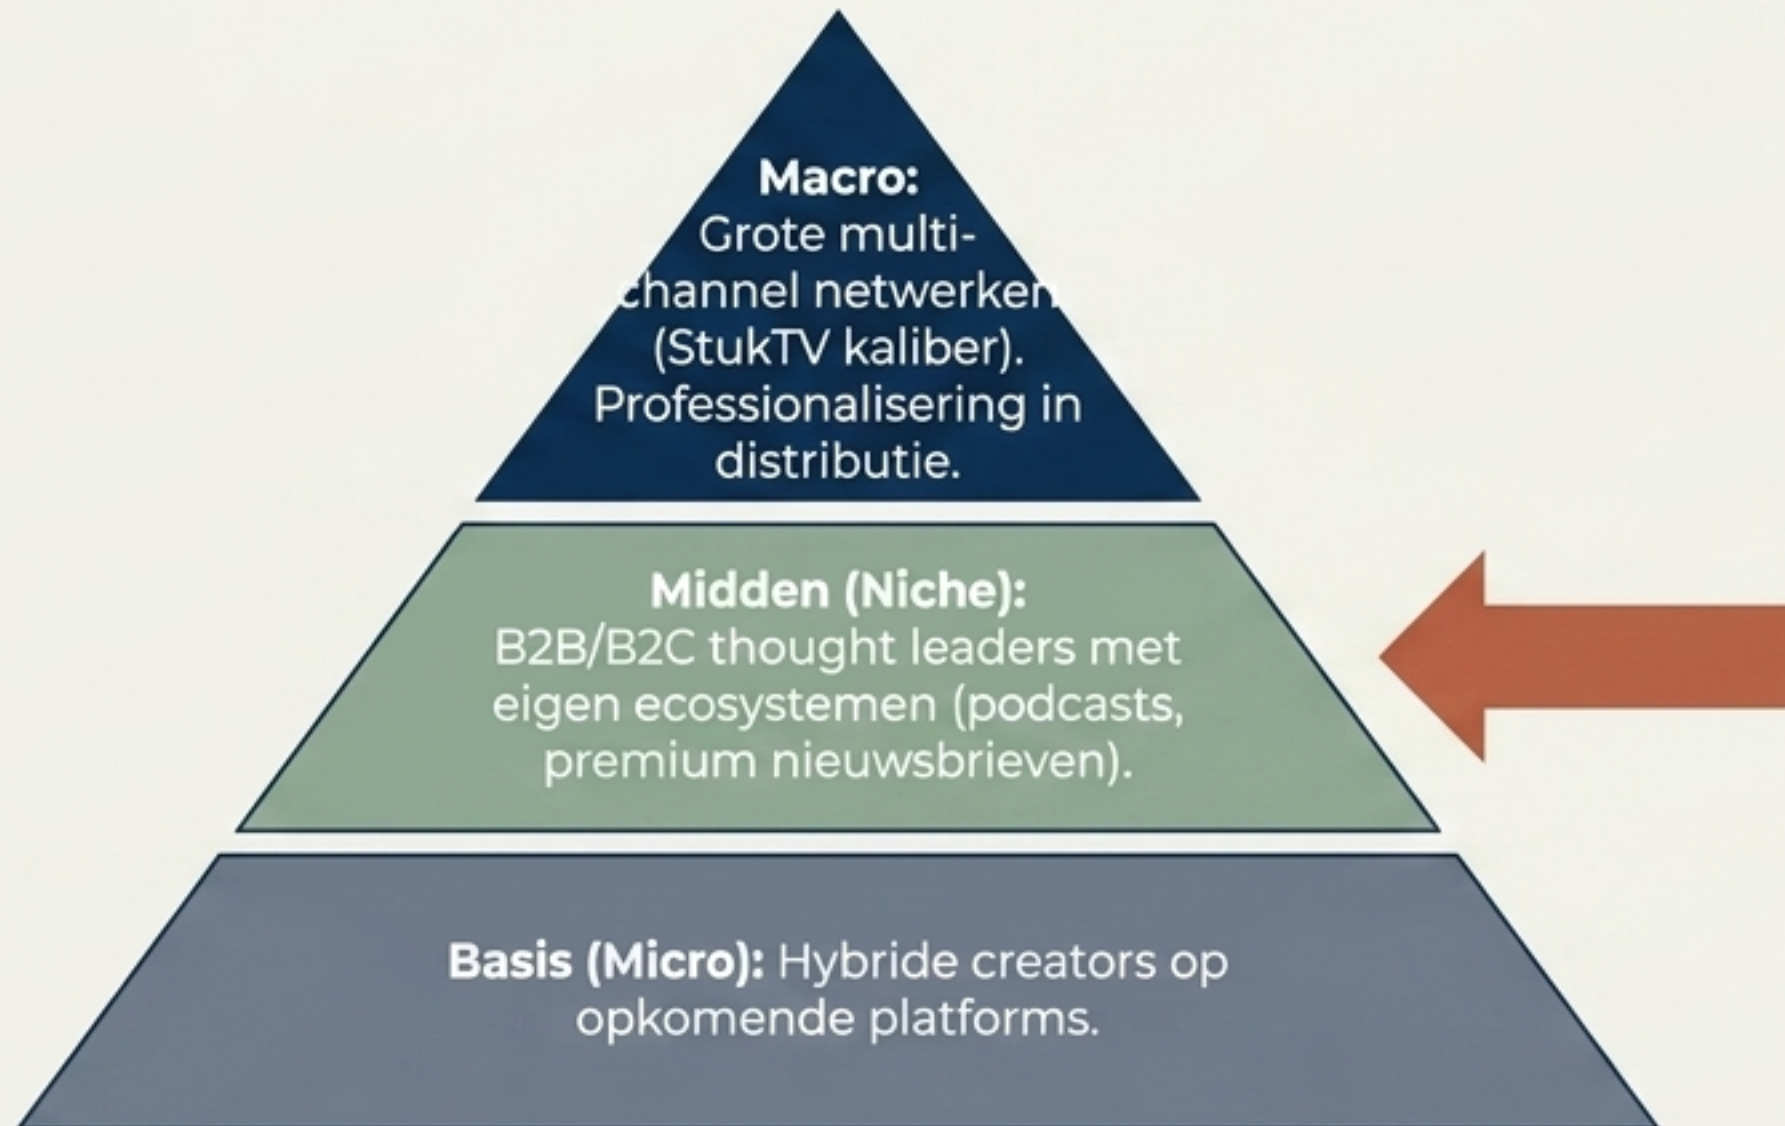 Macro:
Grote multi-
channel netwerken
(StukTV kaliber).
Professionalisering in
distributie.
Midden (Niche):
B2B/B2C thought leaders met
eigen ecosystemen (podcasts,
premium nieuwsbrieven).
Basis (Micro): Hybride creators op
opkomende platforms.